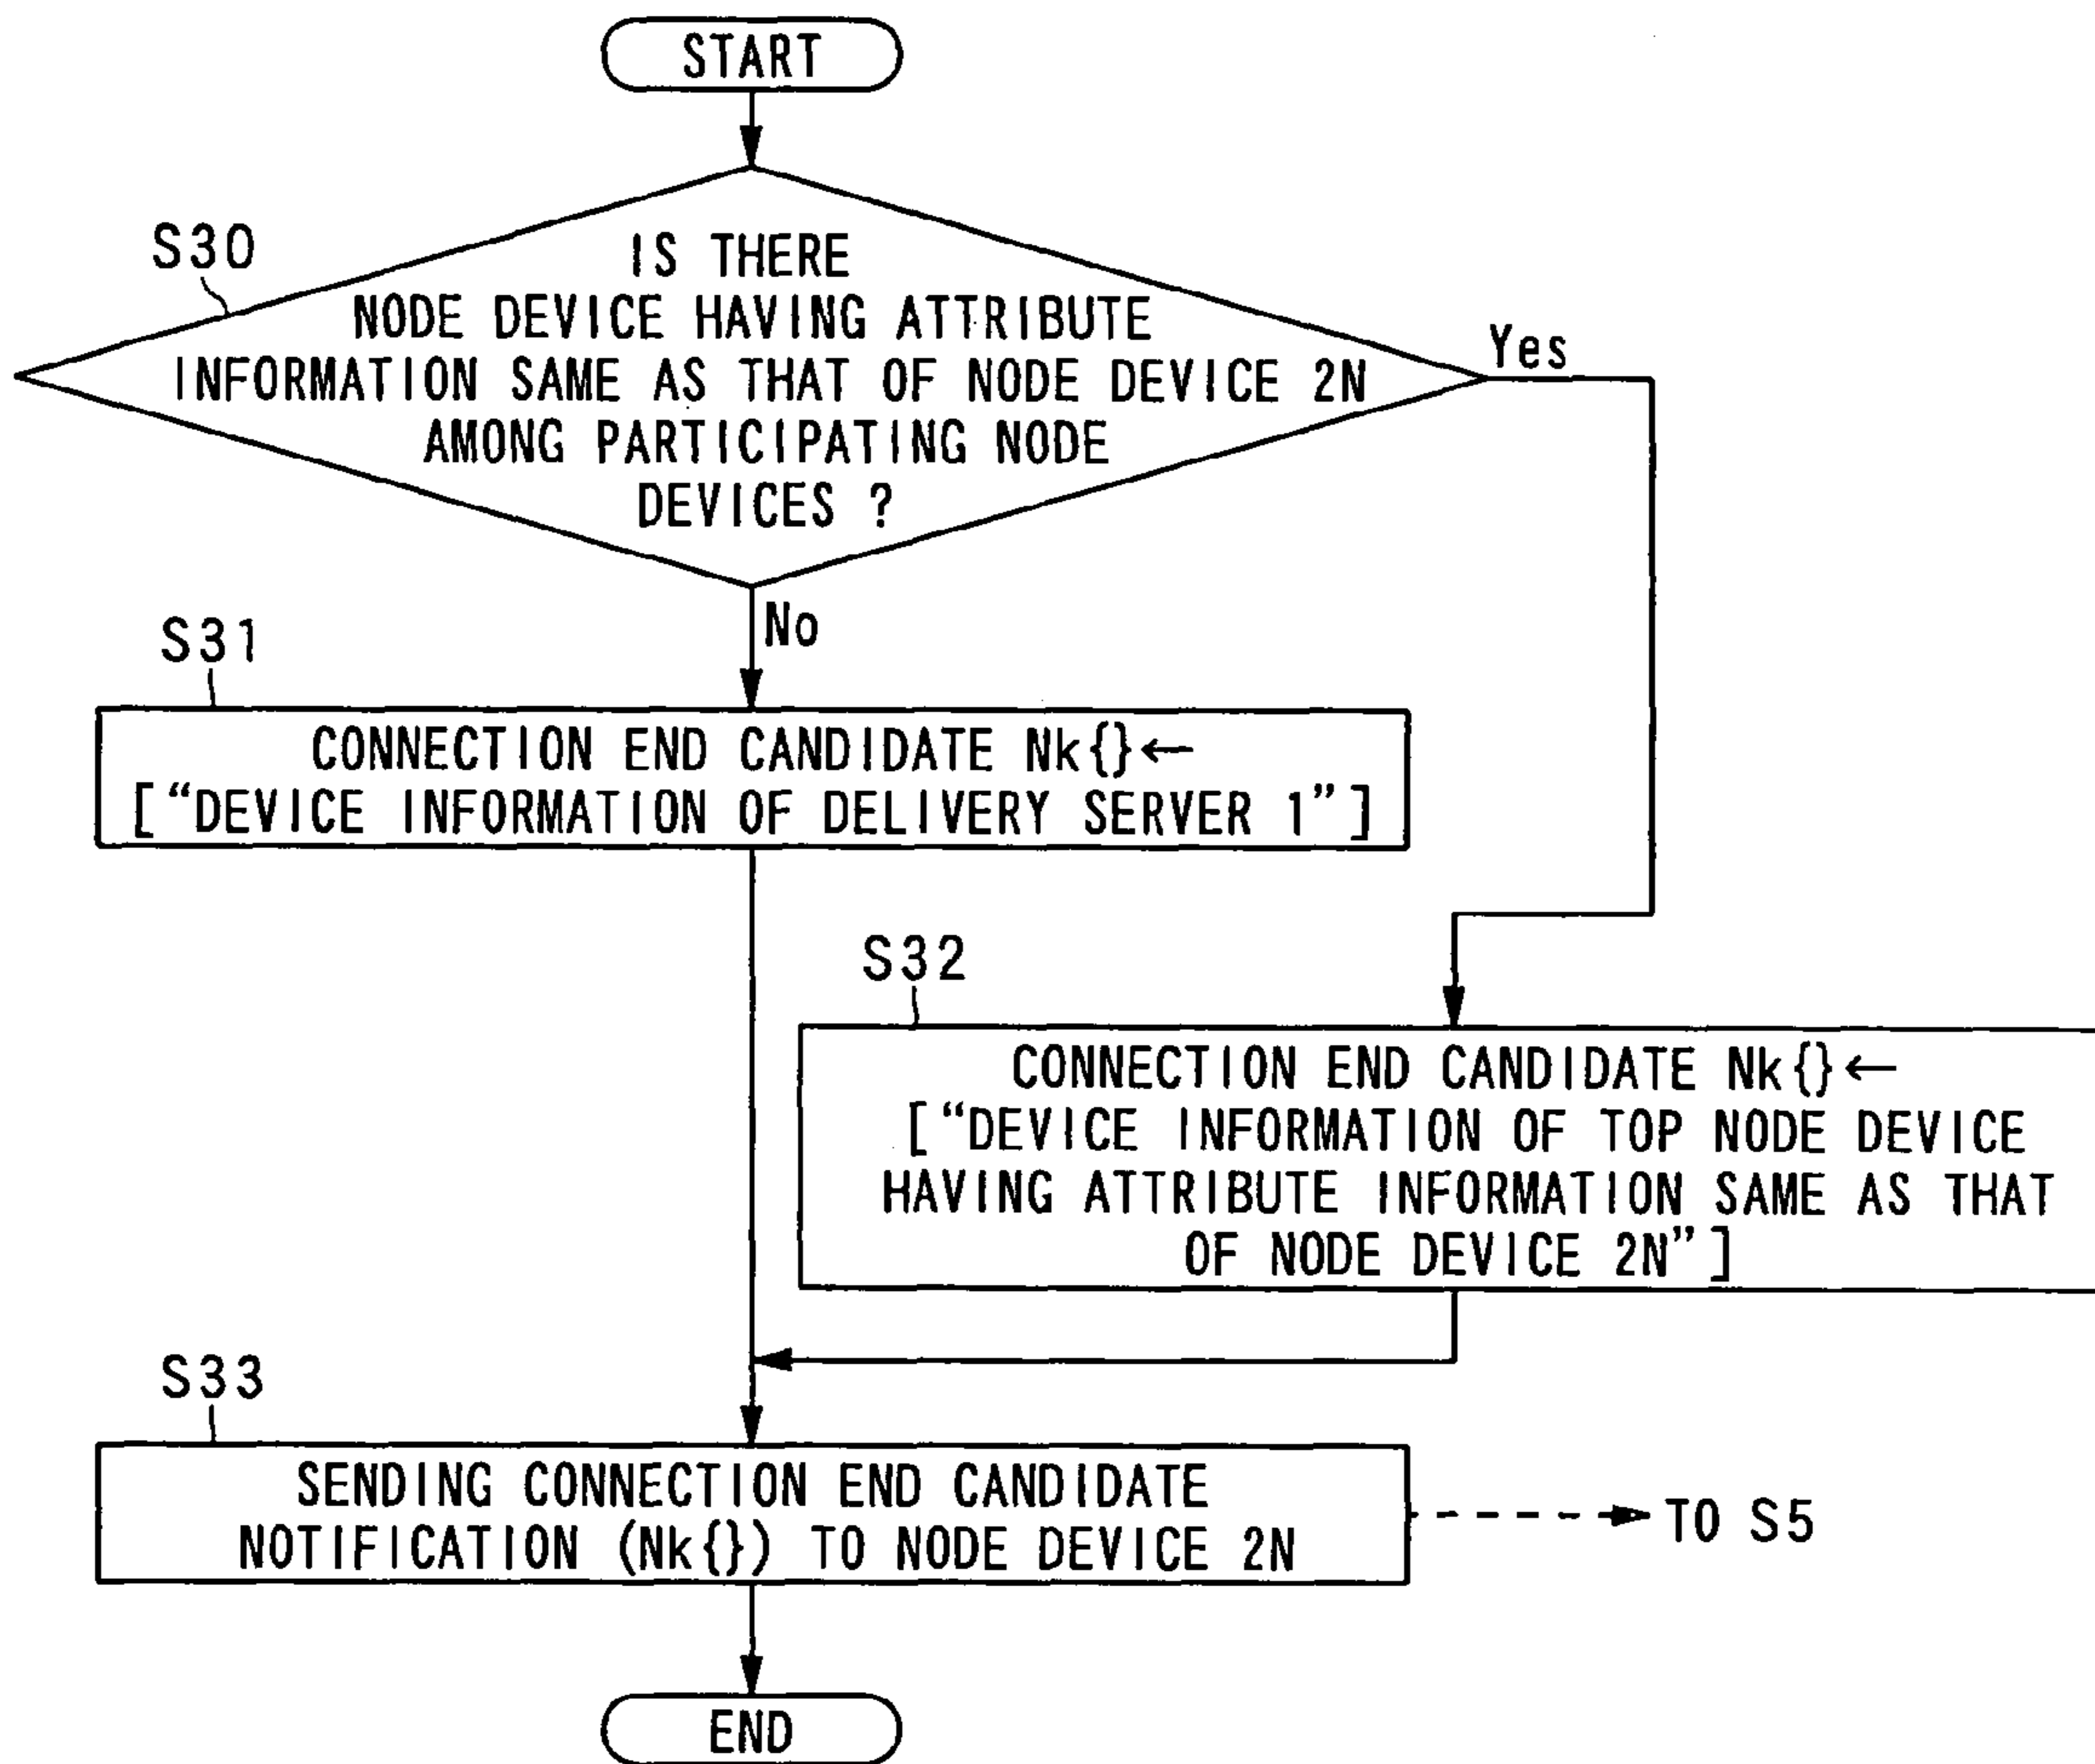 START
S30
IS THERE
NODE DEVICE HAVING ATTRIBUTE
INFORMATION SAME AS THAT OF NODE DEVICE 2N
AMONG PARTICIPATING NODE
DEVICES ?
Yes
No
S31
CONNECTION END CANDIDATE Nk{}←
[“DEVICE INFORMATION OF DELIVERY SERVER 1”]
S32
CONNECTION END CANDIDATE Nk{}←
[“DEVICE INFORMATION OF TOP NODE DEVICE
HAVING ATTRIBUTE INFORMATION SAME AS THAT
OF NODE DEVICE 2N”]
S33
SENDING CONNECTION END CANDIDATE
NOTIFICATION (Nk{}) TO NODE DEVICE 2N
TO S5
END